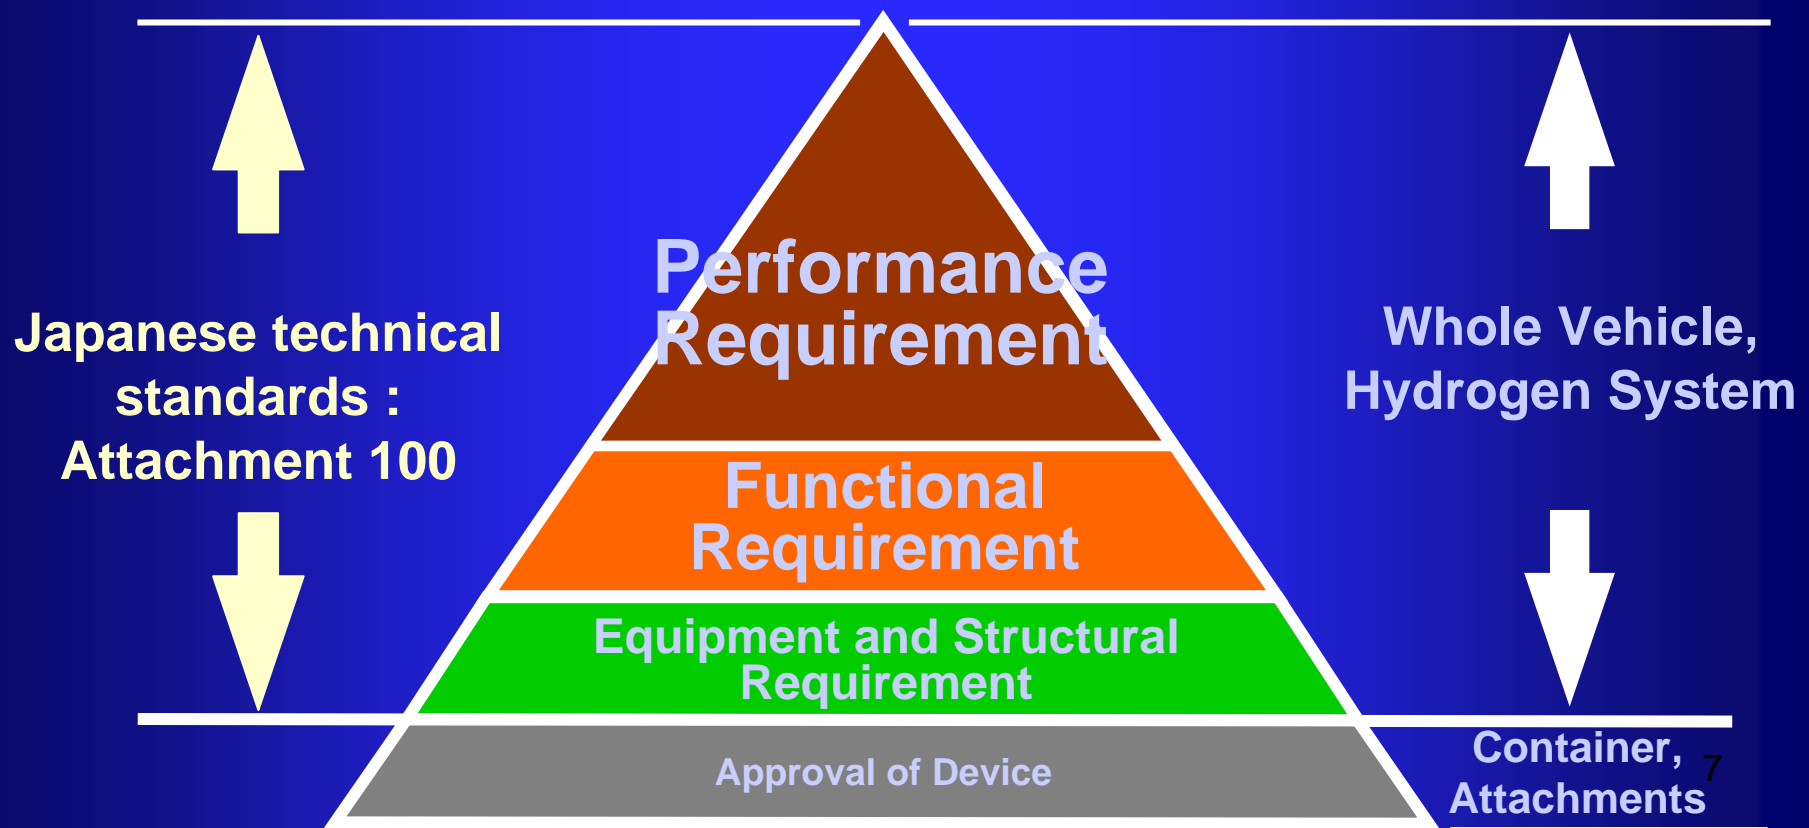 Performance
Requirement
Japanese technical
standards :
Attachment 100
Whole Vehicle,
Hydrogen System
Functional
Requirement
Equipment and Structural
Requirement
Approval of Device
Container,
Attachments
7